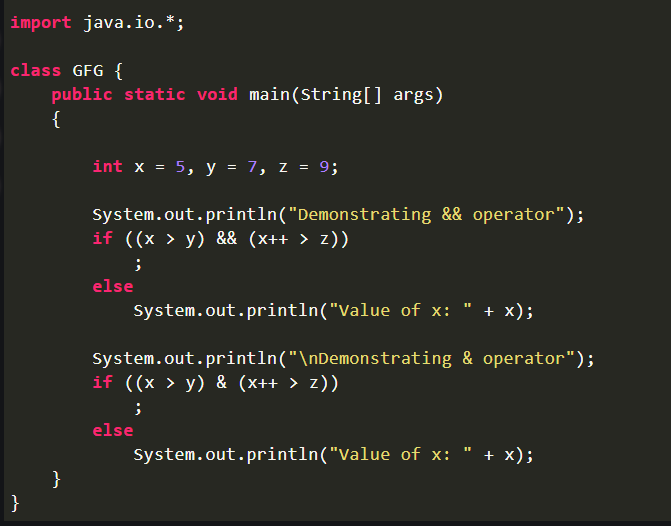 import java.io.*;
class GFG {
    public static void main(String[] args)
    {
        int x = 5, y = 7, z = 9;
        System.out.println("Demonstrating && operator");
        if ((x > y) && (x++ > z))
            ;
        else
            System.out.println("Value of x: " + x);
        System.out.println("\nDemonstrating & operator");
        if ((x > y) & (x++ > z))
            ;
        else
            System.out.println("Value of x: " + x);
    }
}